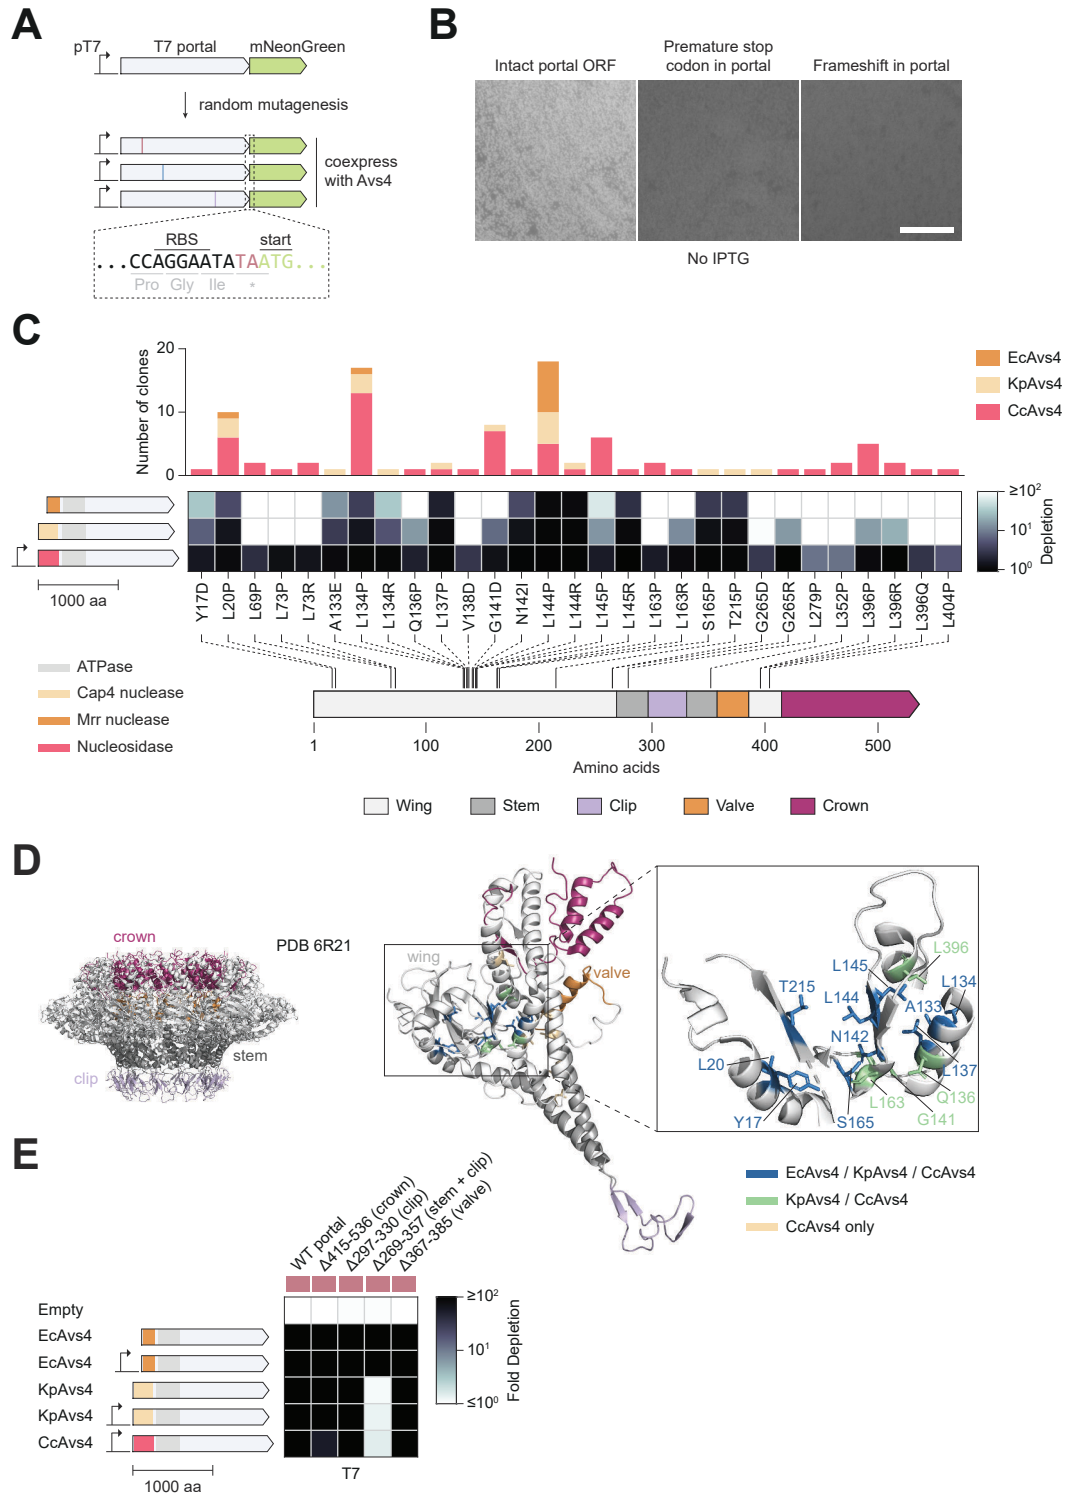 A
pT7
T7 portal
mNeonGreen
random mutagenesis
coexpress
with Avs4
RBS
start
...CCAGGAATATAATG...
Pro
Gly
Ile
*
B
Intact portal ORF
Premature stop
codon in portal
Frameshift in portal
No IPTG
C
Number of clones
20
10
0
EcAvs4
KpAvs4
CcAvs4
≥10²
10¹
10⁰
Depletion
1000 aa
Y17D
L20P
L69P
L73P
L73R
A133E
L134P
L134R
Q136P
L137P
V138D
G141D
N142I
L144P
L144R
L145P
L145R
L163P
L163R
S165P
T215P
G265D
G265R
L279P
L352P
L396P
L396R
L396Q
L404P
ATPase
Cap4 nuclease
Mrr nuclease
Nucleosidase
1
100
200
300
400
500
Amino acids
Wing
Stem
Clip
Valve
Crown
D
crown
PDB 6R21
stem
clip
wing
valve
L396
L145
L134
T215
L144
A133
N142
L20
L137
L163
Q136
Y17
S165
G141
EcAvs4 / KpAvs4 / CcAvs4
KpAvs4 / CcAvs4
CcAvs4 only
E
WT portal
Δ415-536 (crown)
Δ297-330 (clip)
Δ269-357 (stem + clip)
Δ367-385 (valve)
Empty
EcAvs4
EcAvs4
KpAvs4
KpAvs4
CcAvs4
≥10²
10¹
≤10⁰
Fold Depletion
T7
1000 aa